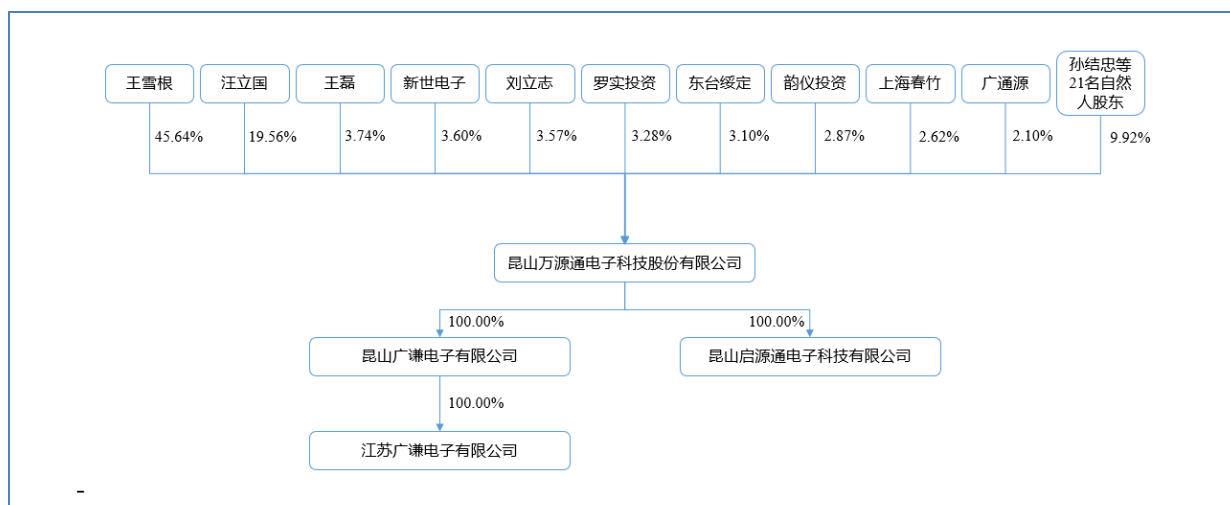 王雪根
汪立国
王磊
新世电子
刘立志
罗实投资
东台绥定
韵仪投资
上海春竹
广通源
孙结忠等
21名自然
人股东
45.64%
19.56%
3.74%
3.60%
3.57%
3.28%
3.10%
2.87%
2.62%
2.10%
9.92%
昆山万源通电子科技股份有限公司
100.00%
100.00%
昆山广谦电子有限公司
昆山启源通电子科技有限公司
100.00%
江苏广谦电子有限公司
-